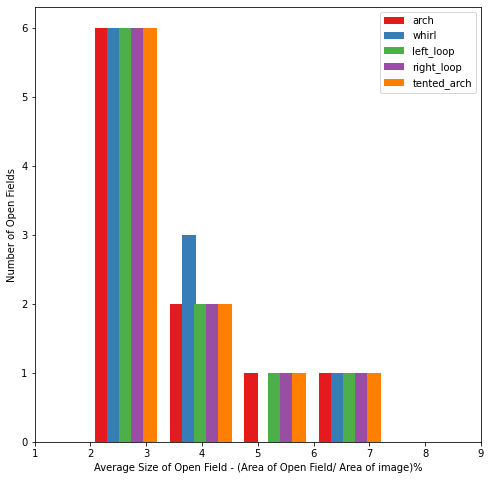 arch
whirl
left_loop
right_loop
tented_arch
Number of Open Fields
6
5
4
3
2
1
0
1 2 3 4 5 6 7 8 9
Average Size of Open Field - (Area of Open Field/ Area of image)%